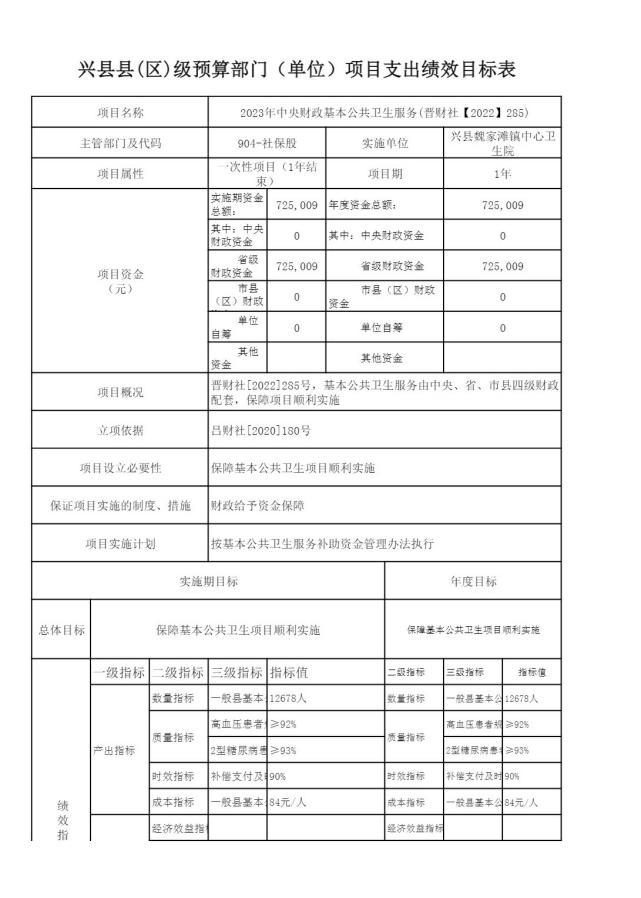 兴县县(区)级预算部门（单位）项目支出绩效目标表
项目名称 2023年中央财政基本公共卫生服务(晋财社【2022】285)
主管部门及代码 904-社保股 实施单位 兴县魏家滩镇中心卫
生院
项目属性 一次性项目（1年结
束） 项目期 1年
项目资金
（元）
实施期资金
总额: 725,009 年度资金总额: 725,009
其中: 中央
财政资金 0 其中: 中央财政资金 0
省级
财政资金 725,009 省级财政资金 725,009
市县
（区）财政 0 市县（区）财政
资金 0
单位
自筹 0 单位自筹 0
其他
资金 其他资金
项目概况 晋财社[2022]285号, 基本公共卫生服务由中央、省、市县四级财政
配套, 保障项目顺利实施
立项依据 吕财社[2020]180号
项目设立必要性 保障基本公共卫生项目顺利实施
保证项目实施的制度、措施 财政给予资金保障
项目实施计划 按基本公共卫生服务补助资金管理办法执行
实施期目标 年度目标
总体目标 保障基本公共卫生项目顺利实施 保障基本公共卫生项目顺利实施
一级指标 二级指标 三级指标 指标值 二级指标 三级指标 指标值
数量指标 一般县基本 12678人 数量指标 一般县基本公 12678人
产出指标
质量指标 高血压患者 ≥92% 质量指标 高血压患者规 ≥92%
2型糖尿病患 ≥93% 2型糖尿病患 ≥93%
时效指标 补偿支付及 90% 时效指标 补偿支付及时 90%
成本指标 一般县基本 84元/人 成本指标 一般县基本公 84元/人
经济效益指 经济效益指标
绩
效
指